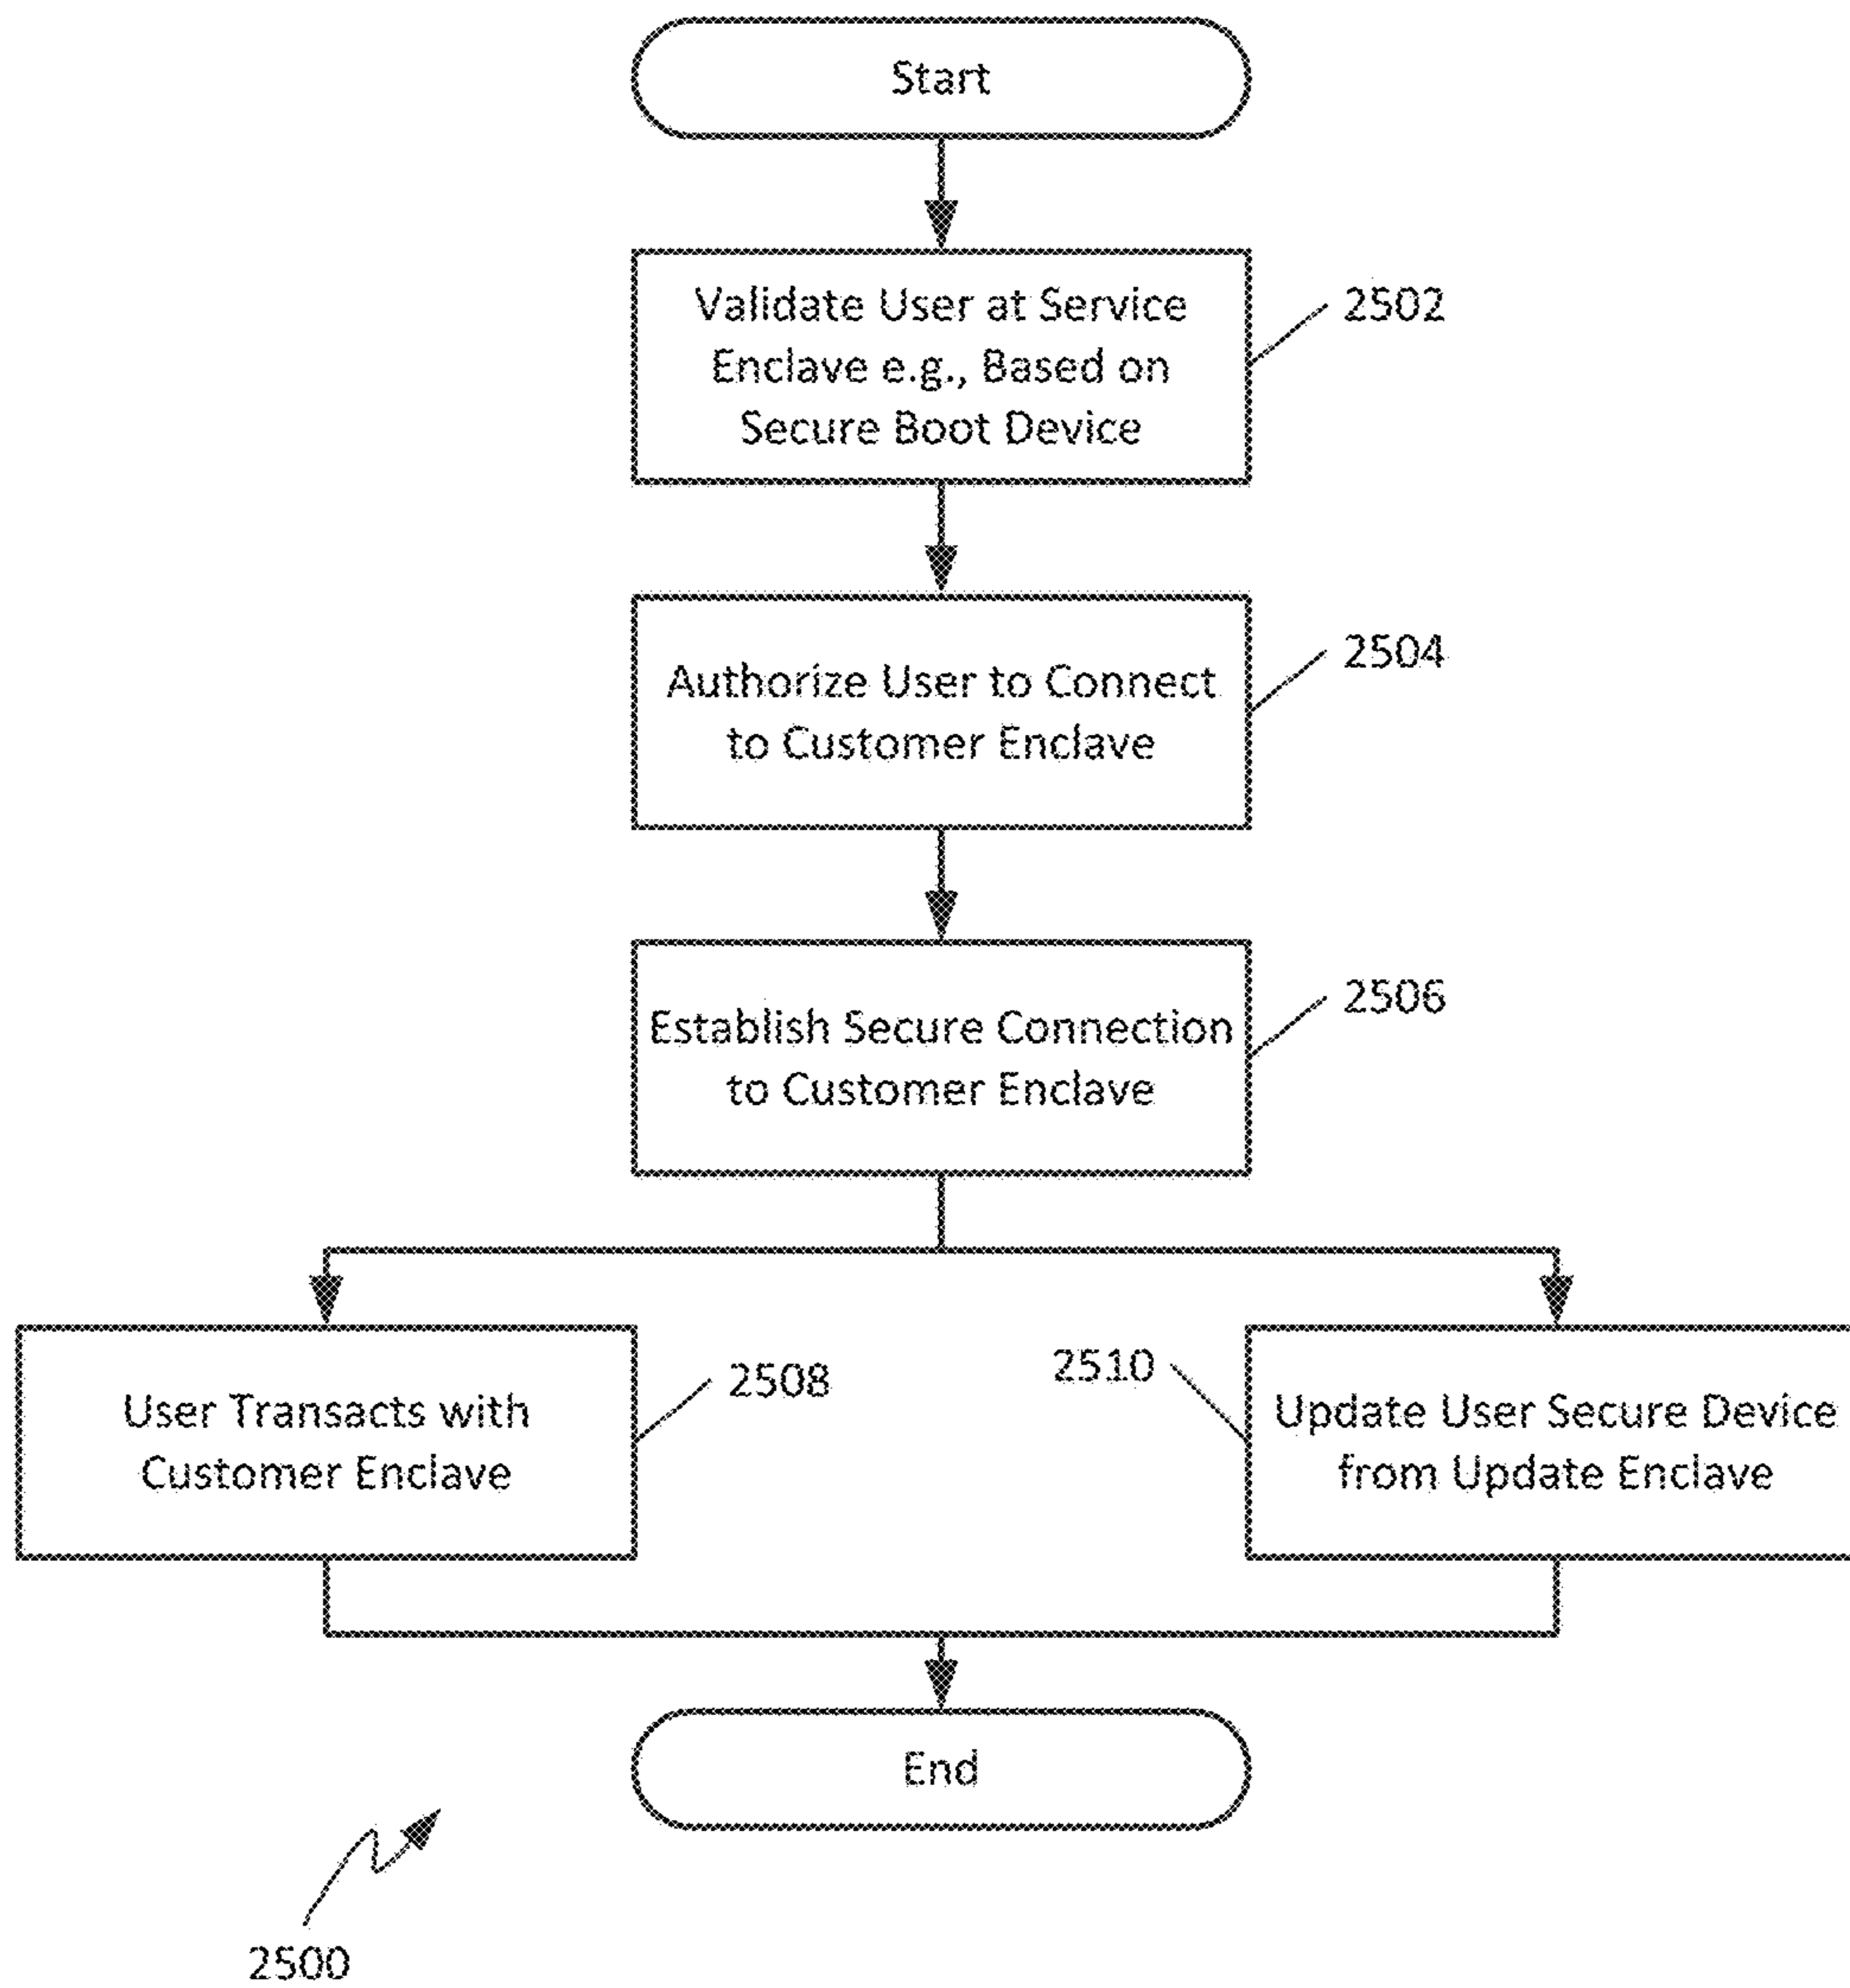 Start
Validate User at Service
Enclave e.g., Based on
Secure Boot Device
2502
Authorize User to Connect
to Customer Enclave
2504
Establish Secure Connection
to Customer Enclave
2506
User Transacts with
Customer Enclave
2508
2510
Update User Secure Device
from Update Enclave
End
2500